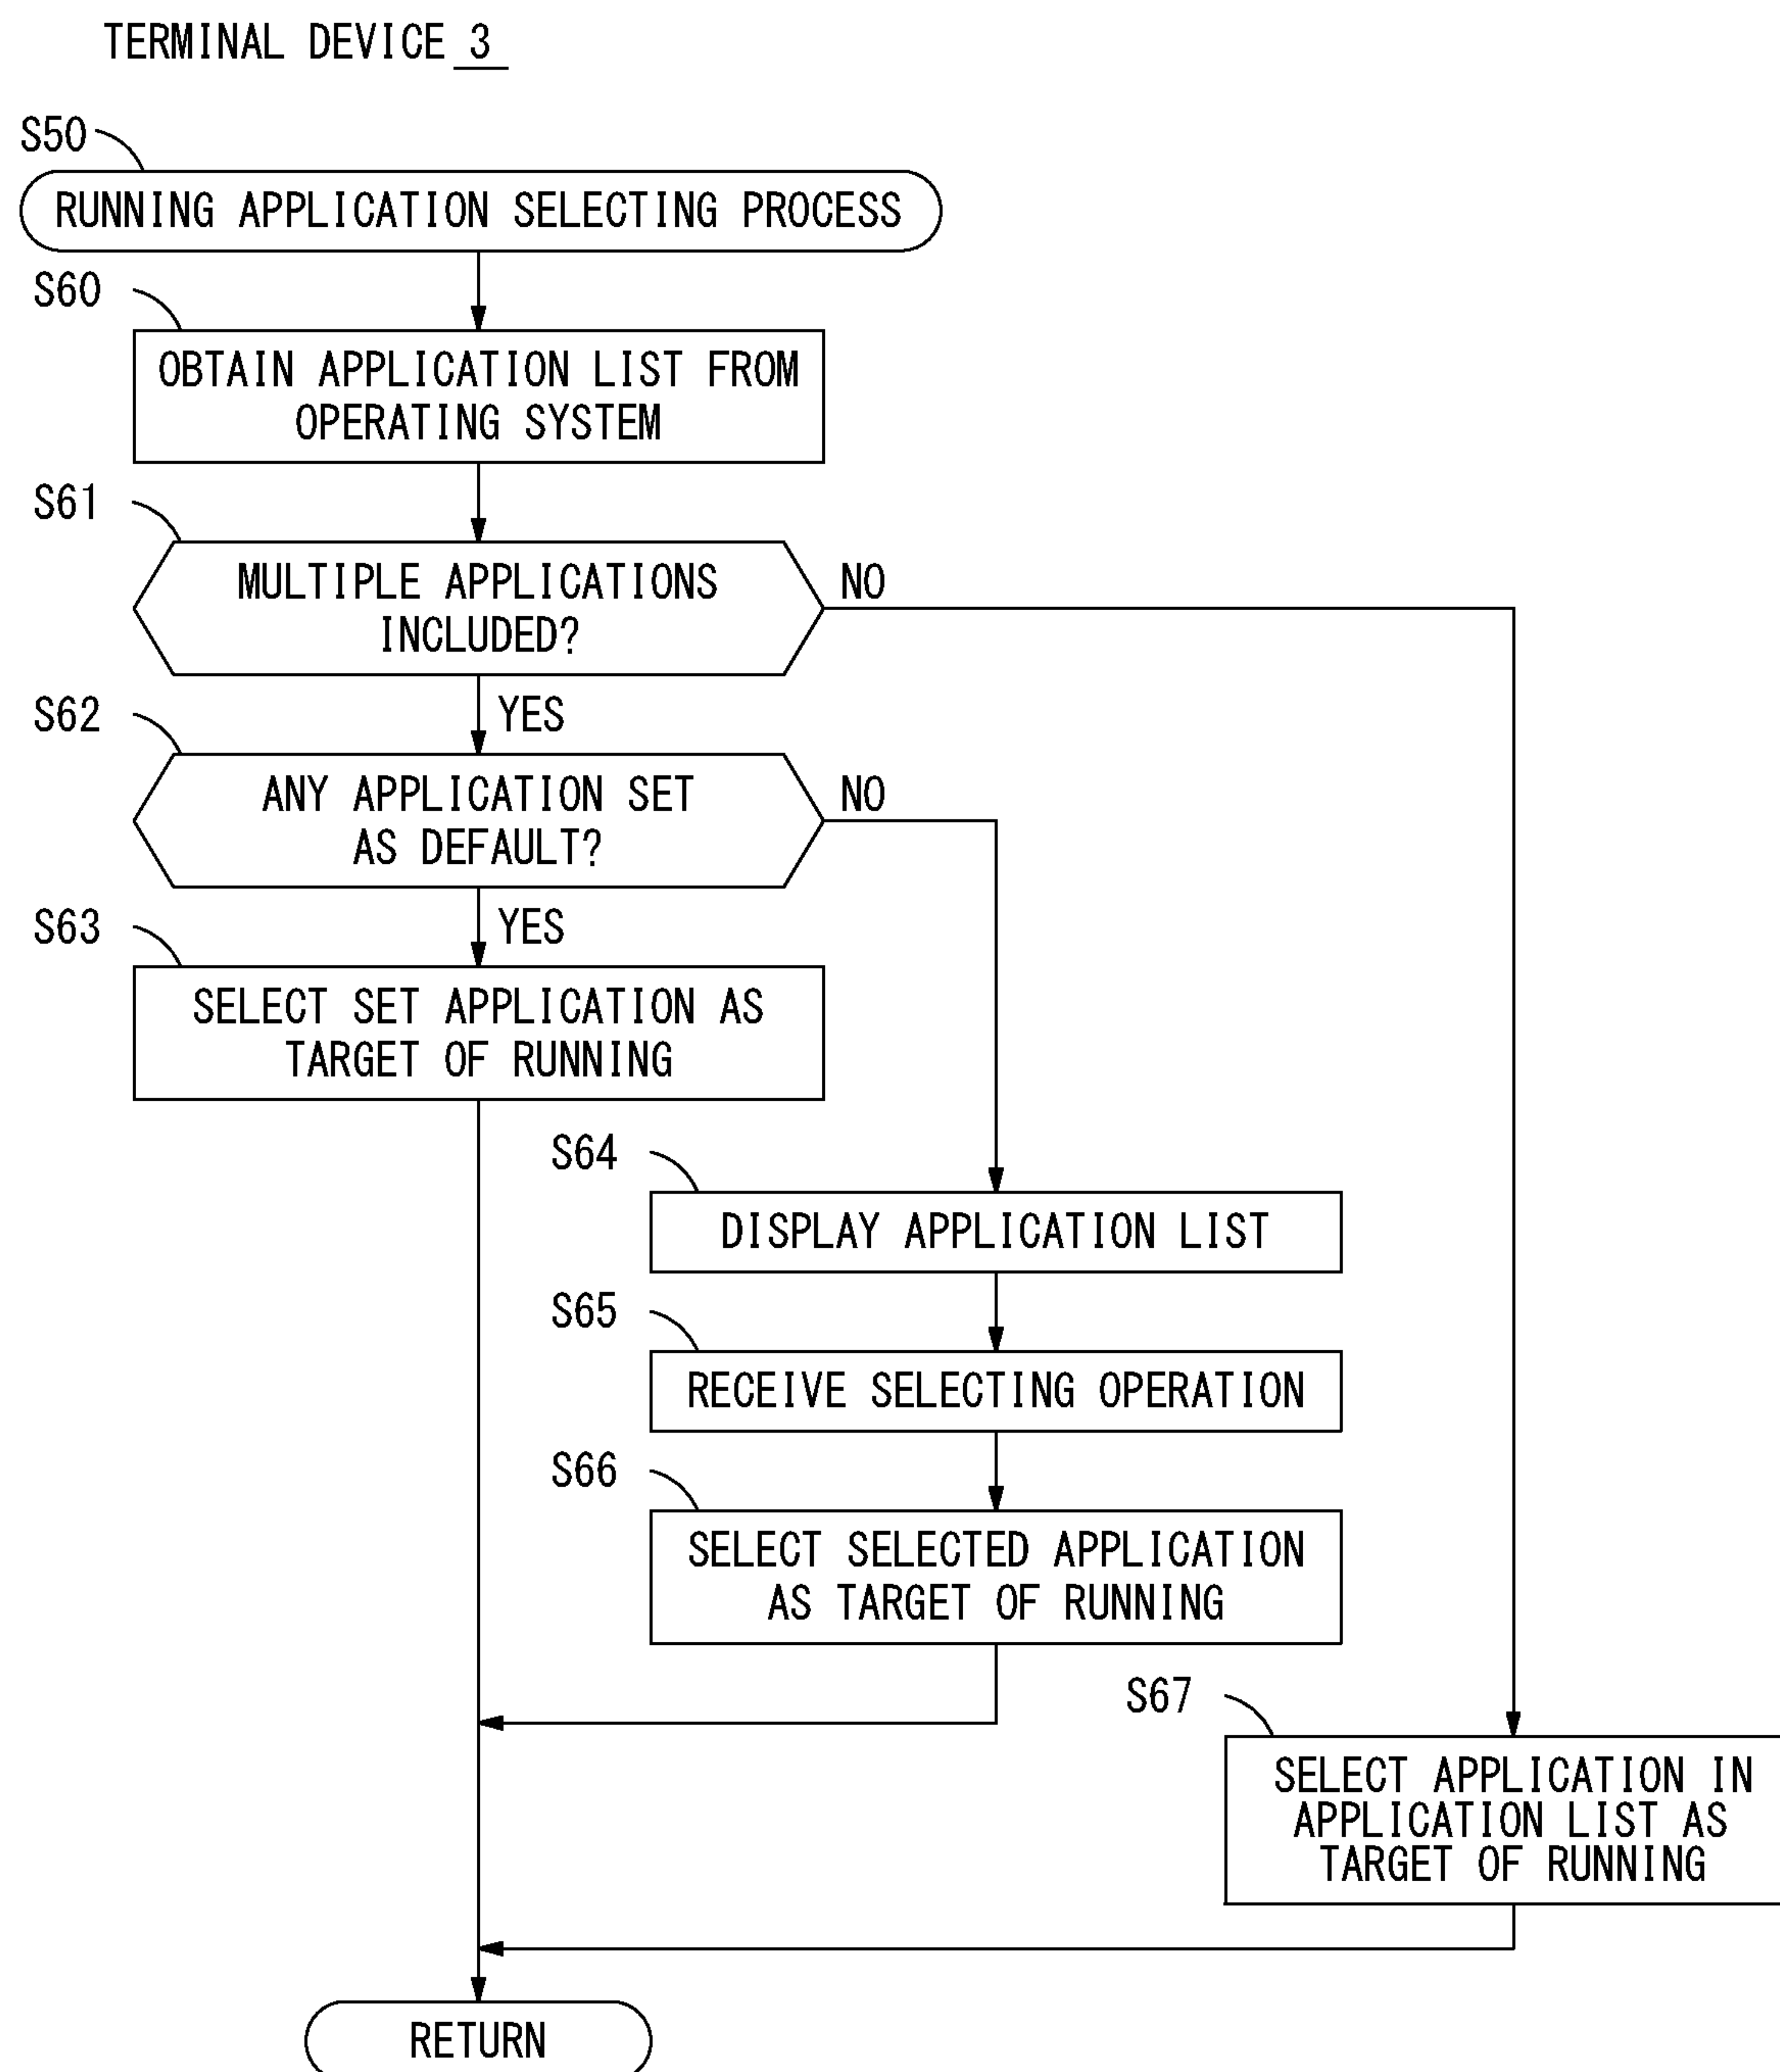 TERMINAL DEVICE 3
S50
RUNNING APPLICATION SELECTING PROCESS
S60
OBTAIN APPLICATION LIST FROM
OPERATING SYSTEM
S61
MULTIPLE APPLICATIONS
INCLUDED?
NO
YES
S62
ANY APPLICATION SET
AS DEFAULT?
NO
YES
S63
SELECT SET APPLICATION AS
TARGET OF RUNNING
S64
DISPLAY APPLICATION LIST
S65
RECEIVE SELECTING OPERATION
S66
SELECT SELECTED APPLICATION
AS TARGET OF RUNNING
S67
SELECT APPLICATION IN
APPLICATION LIST AS
TARGET OF RUNNING
RETURN